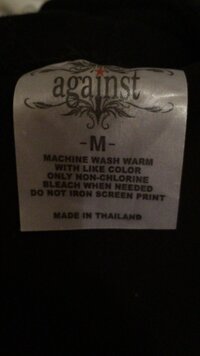 against
-M-
MACHINE WASH WARM
WITH LIKE COLOR
ONLY NON-CHLORINE
BLEACH WHEN NEEDED
DO NOT IRON SCREEN PRINT
MADE IN THAILAND